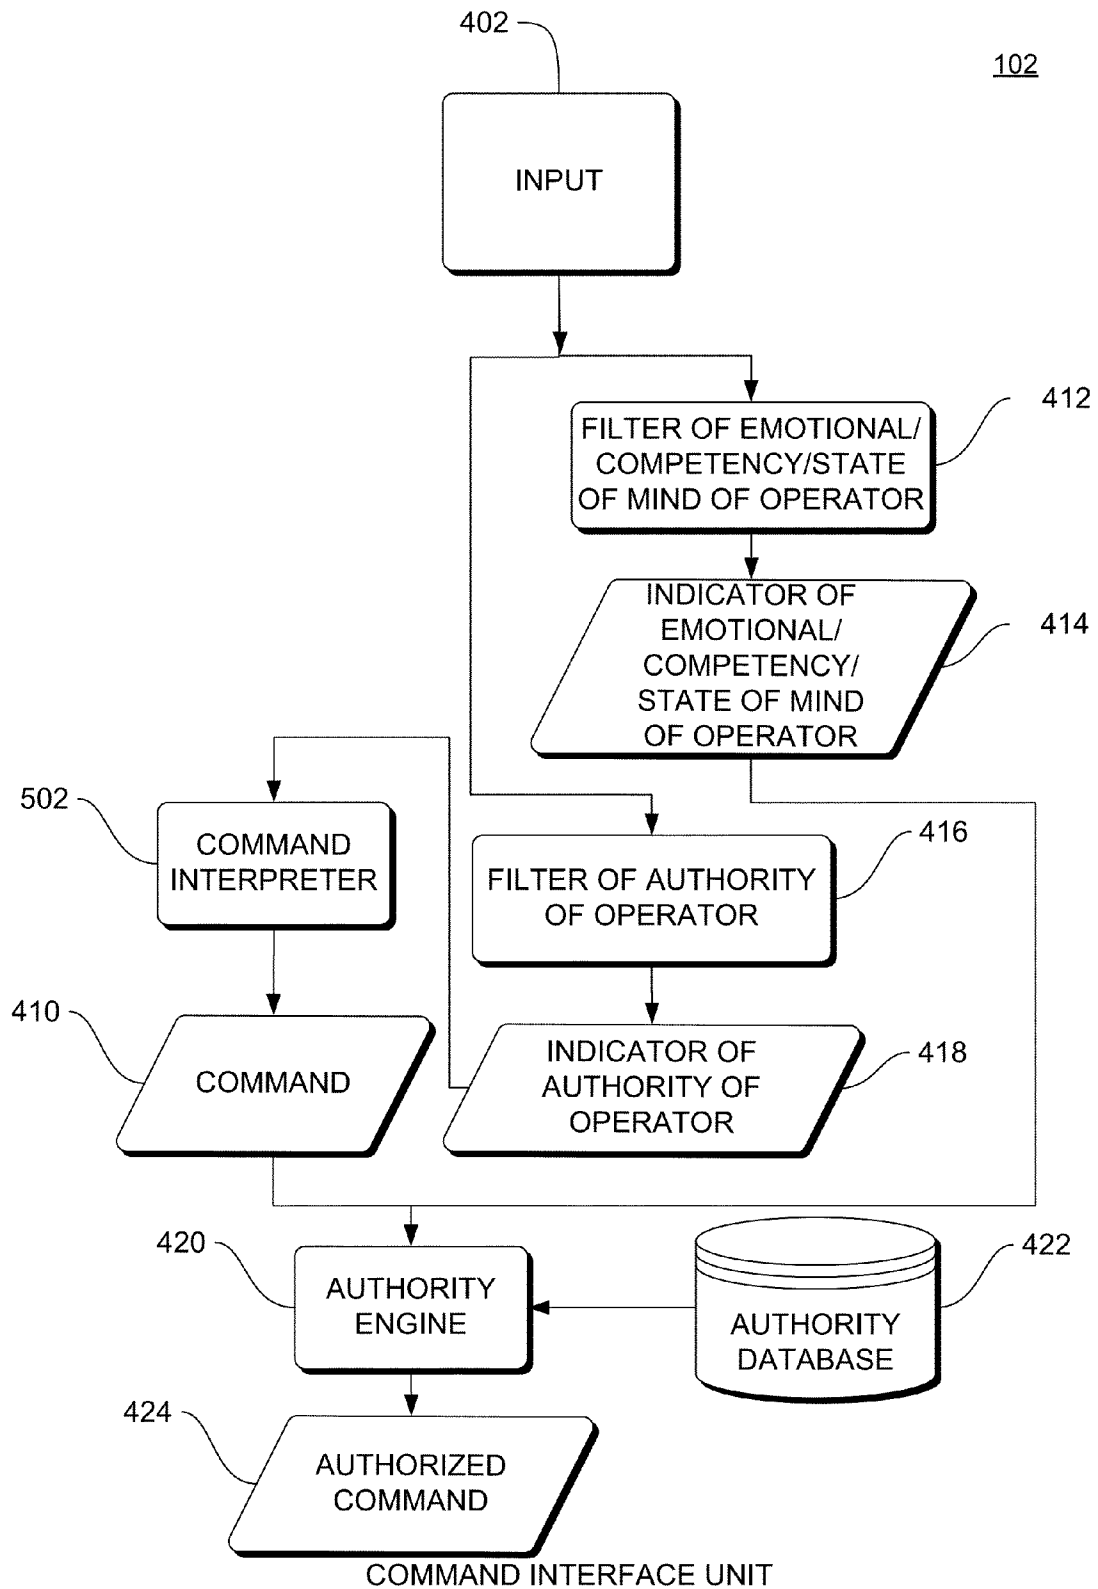 402
102
INPUT
412
FILTER OF EMOTIONAL/
COMPETENCY/STATE
OF MIND OF OPERATOR
414
INDICATOR OF
EMOTIONAL/
COMPETENCY/
STATE OF MIND
OF OPERATOR
502
COMMAND
INTERPRETER
416
FILTER OF AUTHORITY
OF OPERATOR
410
COMMAND
418
INDICATOR OF
AUTHORITY OF
OPERATOR
420
AUTHORITY
ENGINE
422
AUTHORITY
DATABASE
424
AUTHORIZED
COMMAND
COMMAND INTERFACE UNIT